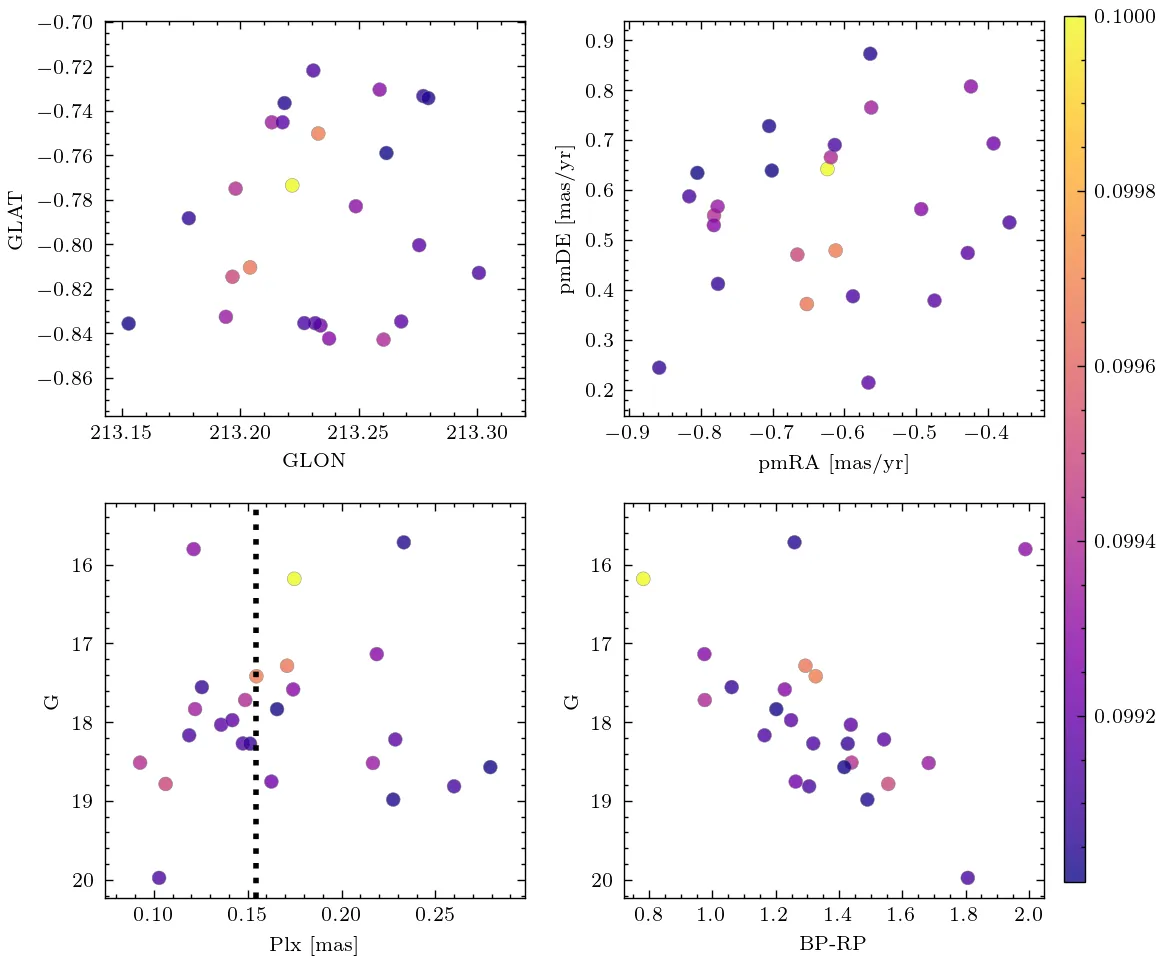 −0.70
−0.72
−0.74
−0.76
−0.78
−0.80
−0.82
−0.84
−0.86
GLAT
213.15 213.20 213.25 213.30
GLON
0.9
0.8
0.7
0.6
0.5
0.4
0.3
0.2
pmDE [mas/yr]
−0.9 −0.8 −0.7 −0.6 −0.5 −0.4
pmRA [mas/yr]
16
17
18
19
20
G
0.10 0.15 0.20 0.25
Plx [mas]
16
17
18
19
20
G
0.8 1.0 1.2 1.4 1.6 1.8 2.0
BP-RP
0.1000
0.0998
0.0996
0.0994
0.0992